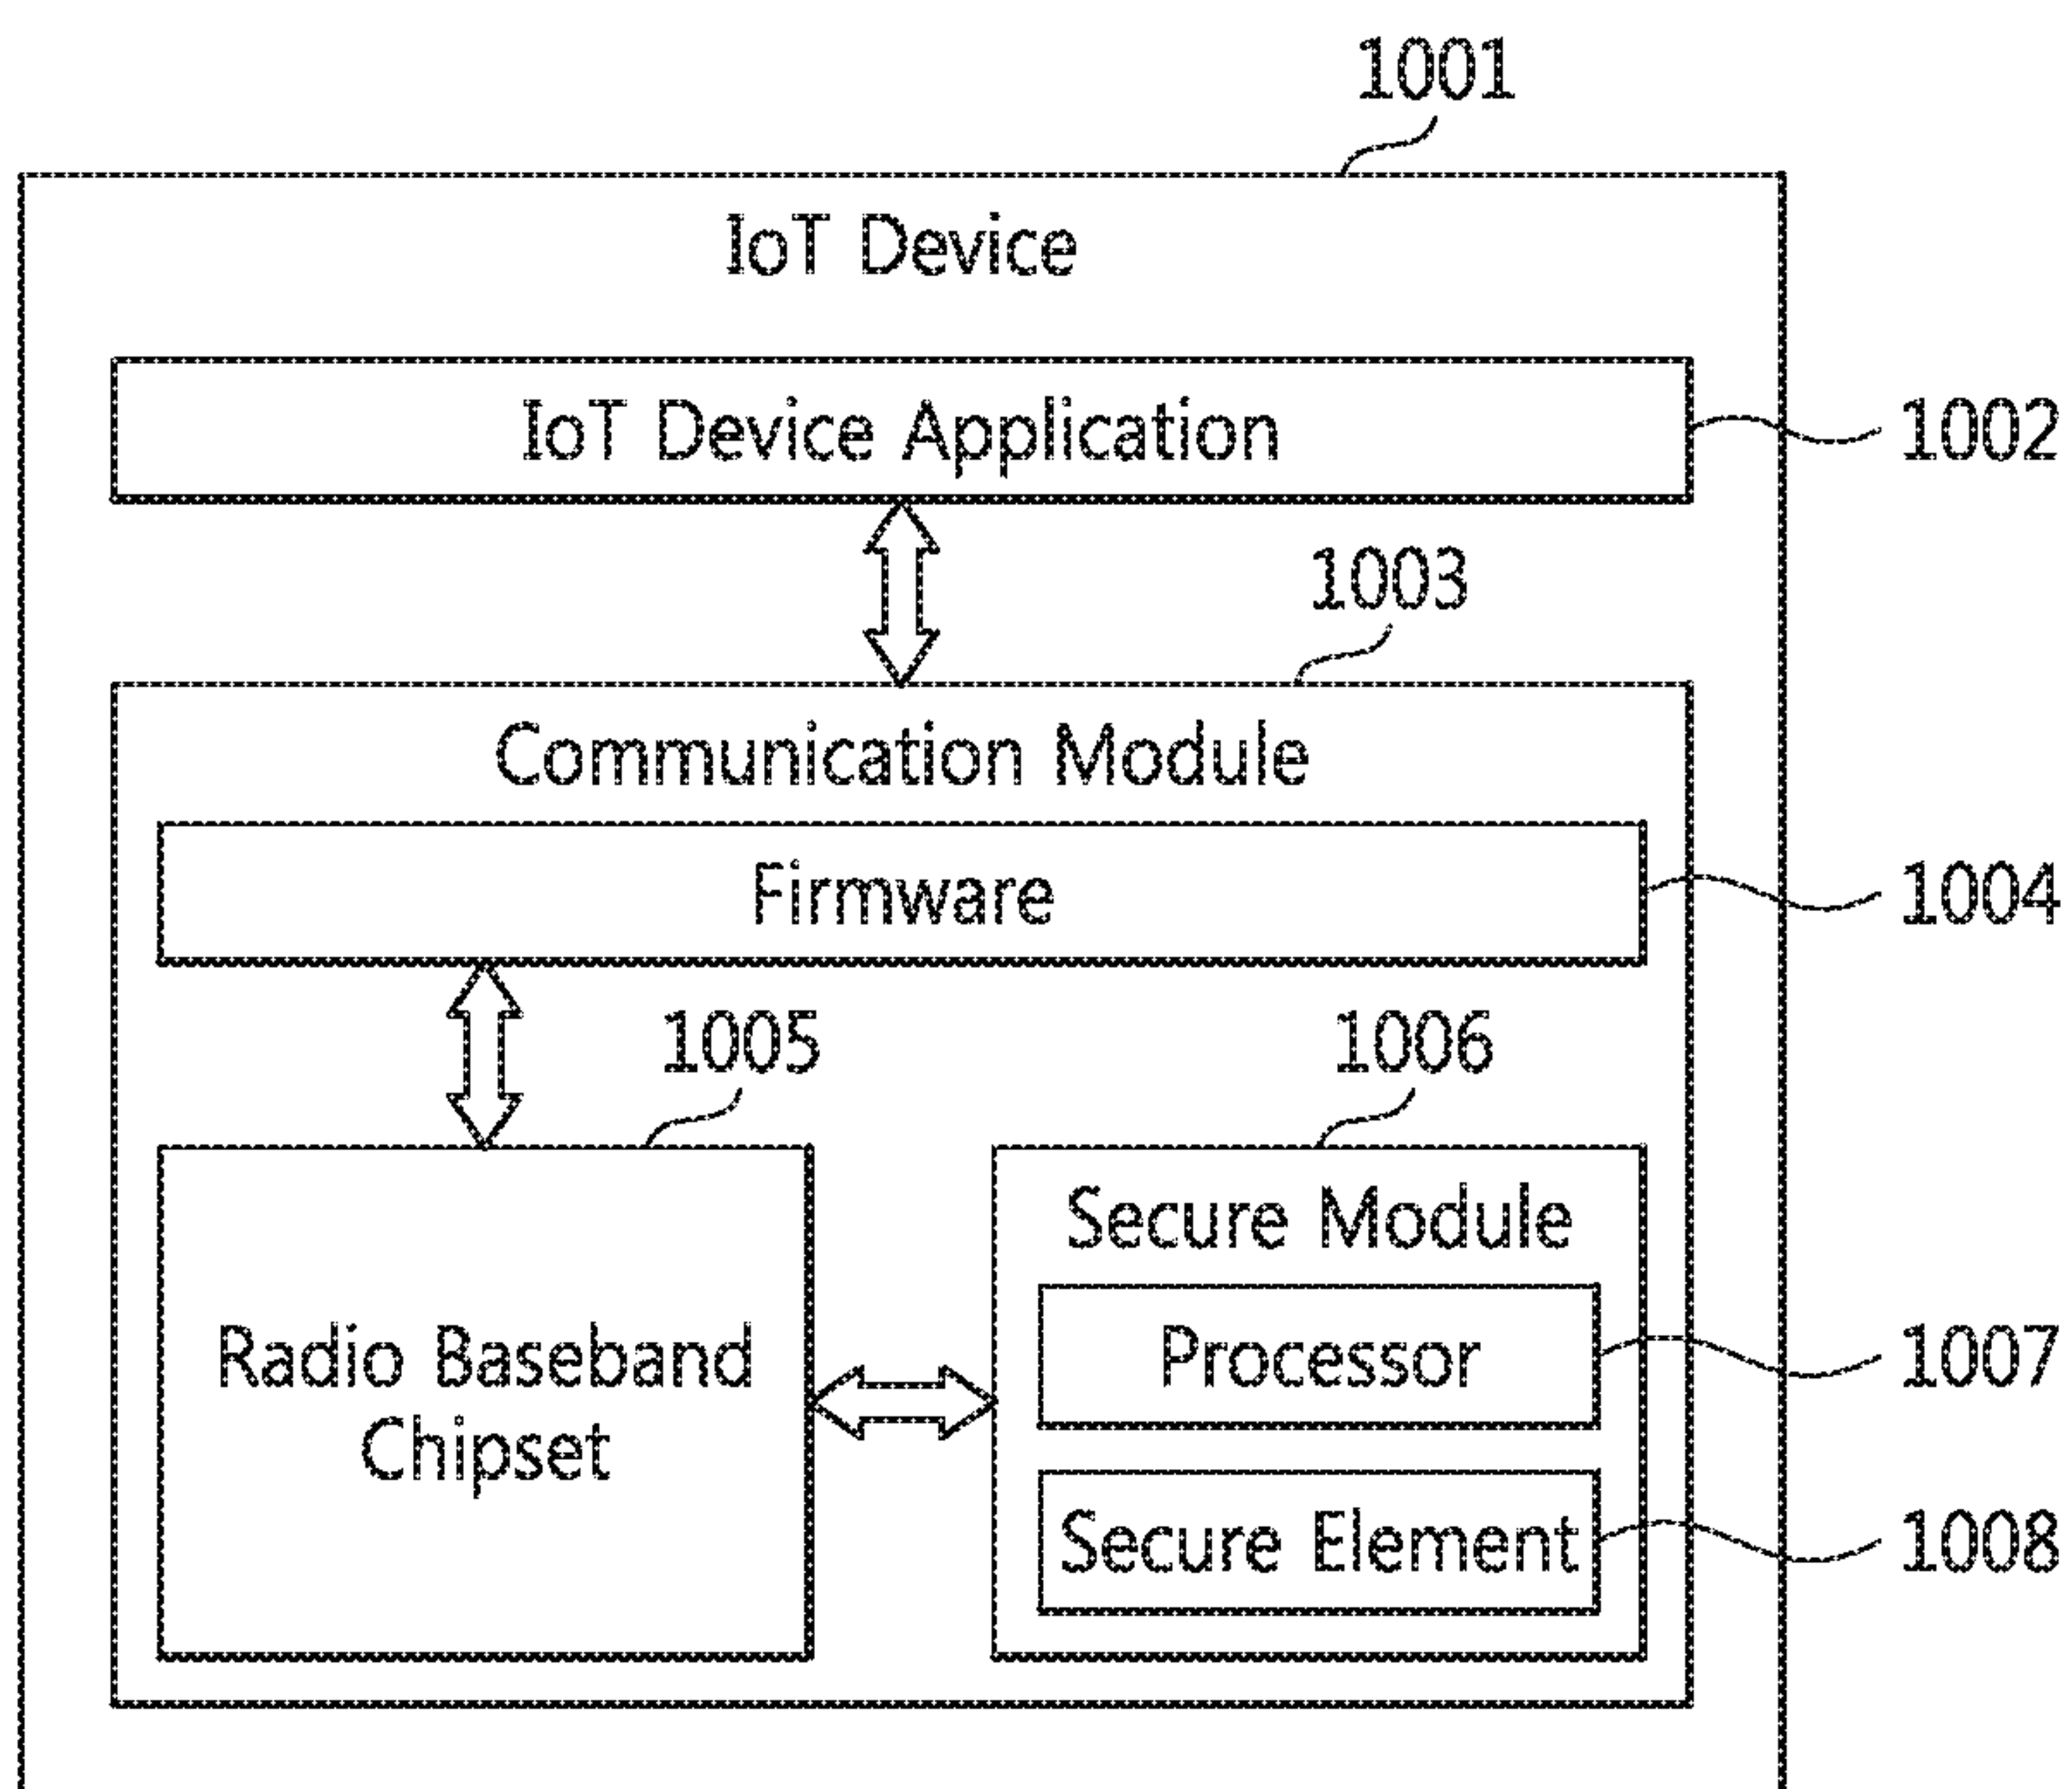 1001
IoT Device
IoT Device Application
1002
1003
Communication Module
Firmware
1004
1005
1006
Secure Module
Radio Baseband
Chipset
Processor
1007
Secure Element
1008